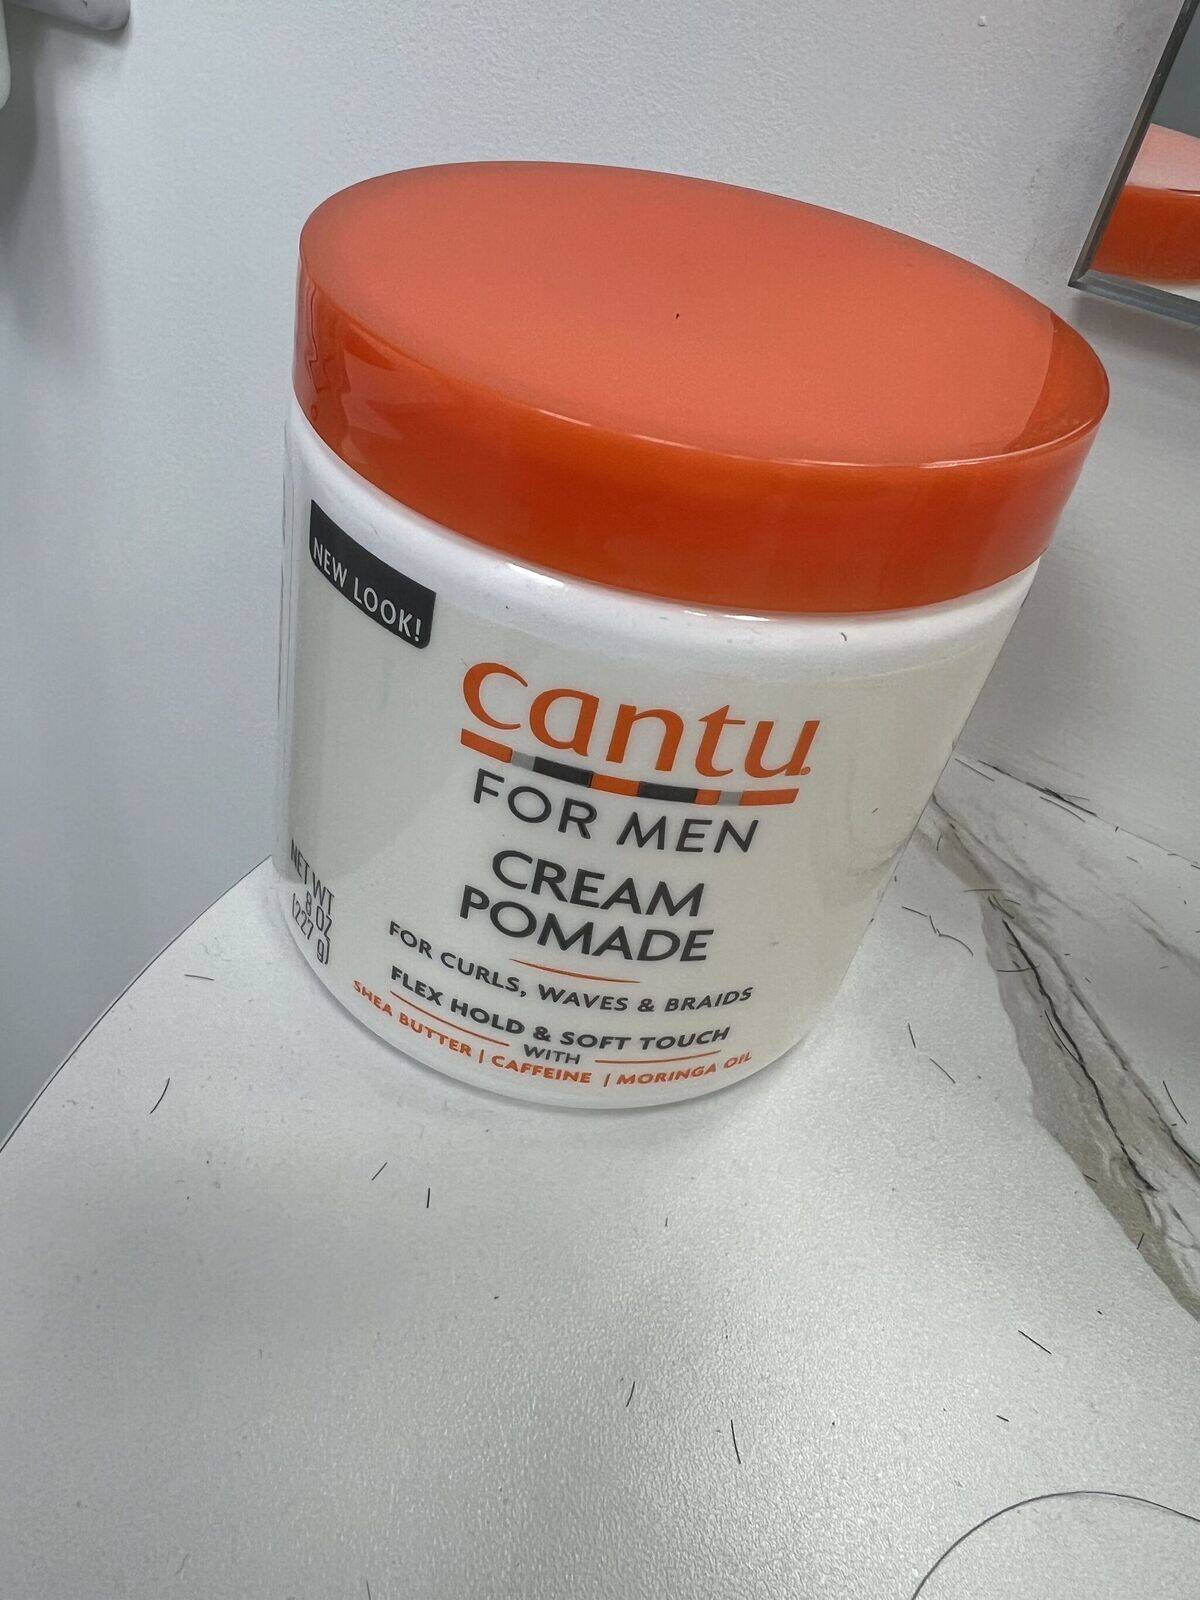 NEW LOOK!
cantu
FOR MEN
CREAM
POMADE
FOR CURLS, WAVES & BRAIDS
FLEX HOLD & SOFT TOUCH
WITH
SHEA BUTTER | CAFFEINE | MORINGA OIL
NET WT
8 OZ
(227 g)